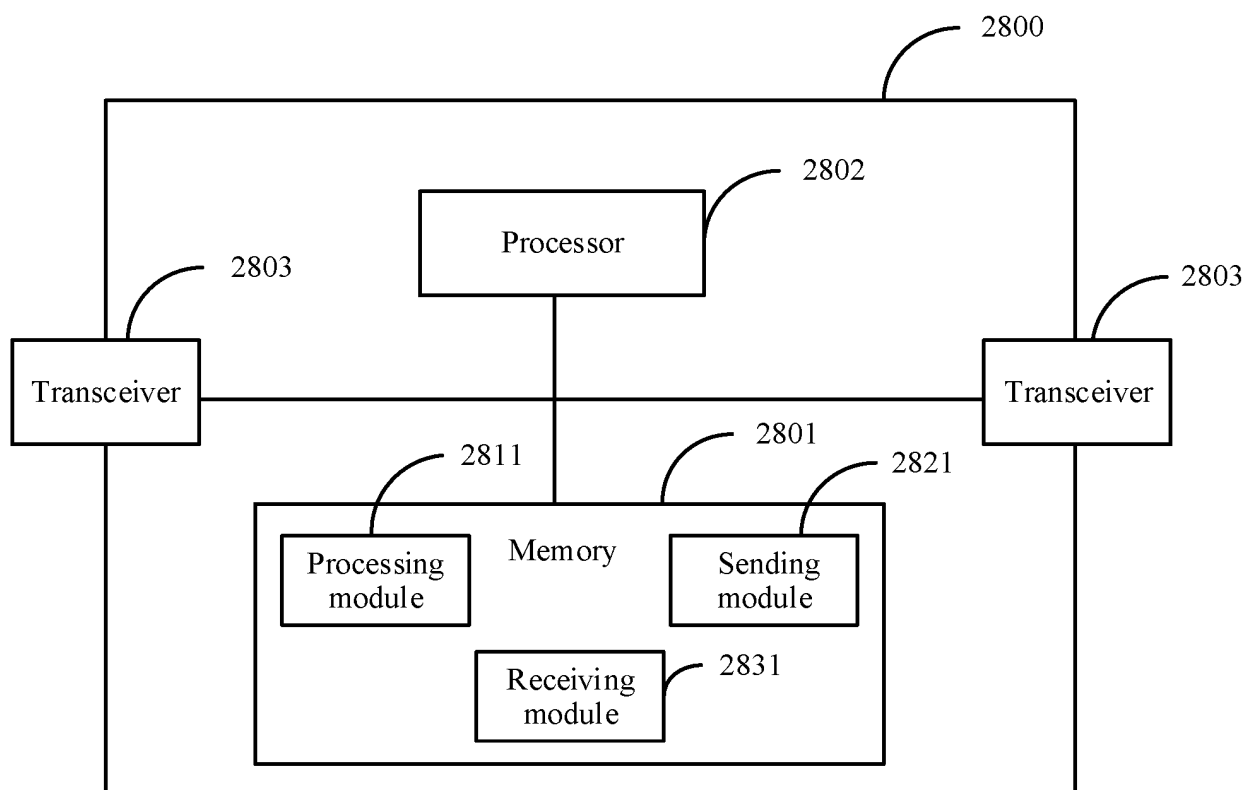 2800
2802
Processor
2803
2803
Transceiver
Transceiver
2801
2811
2821
Memory
Processing
module
Sending
module
2831
Receiving
module